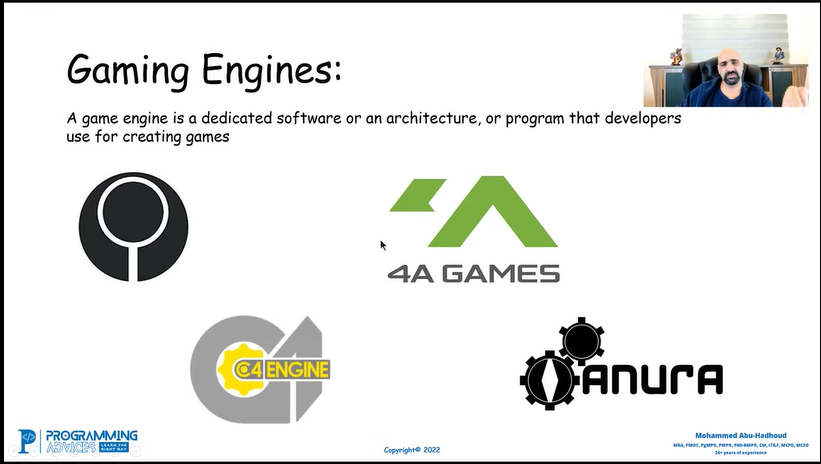 Gaming Engines:
A game engine is a dedicated software or an architecture, or program that developers
use for creating games
4A GAMES
C4 ENGINE
ANURA
PROGRAMMING
ADVICES LEARN THE RIGHT WAY
Copyright© 2022
Mohammed Abu-Hadhoud
MBA, PMOC, PgMP®, PMP®, PMI-RMP®, CM, ITILF, MCPD, MCSD
26+ years of experience